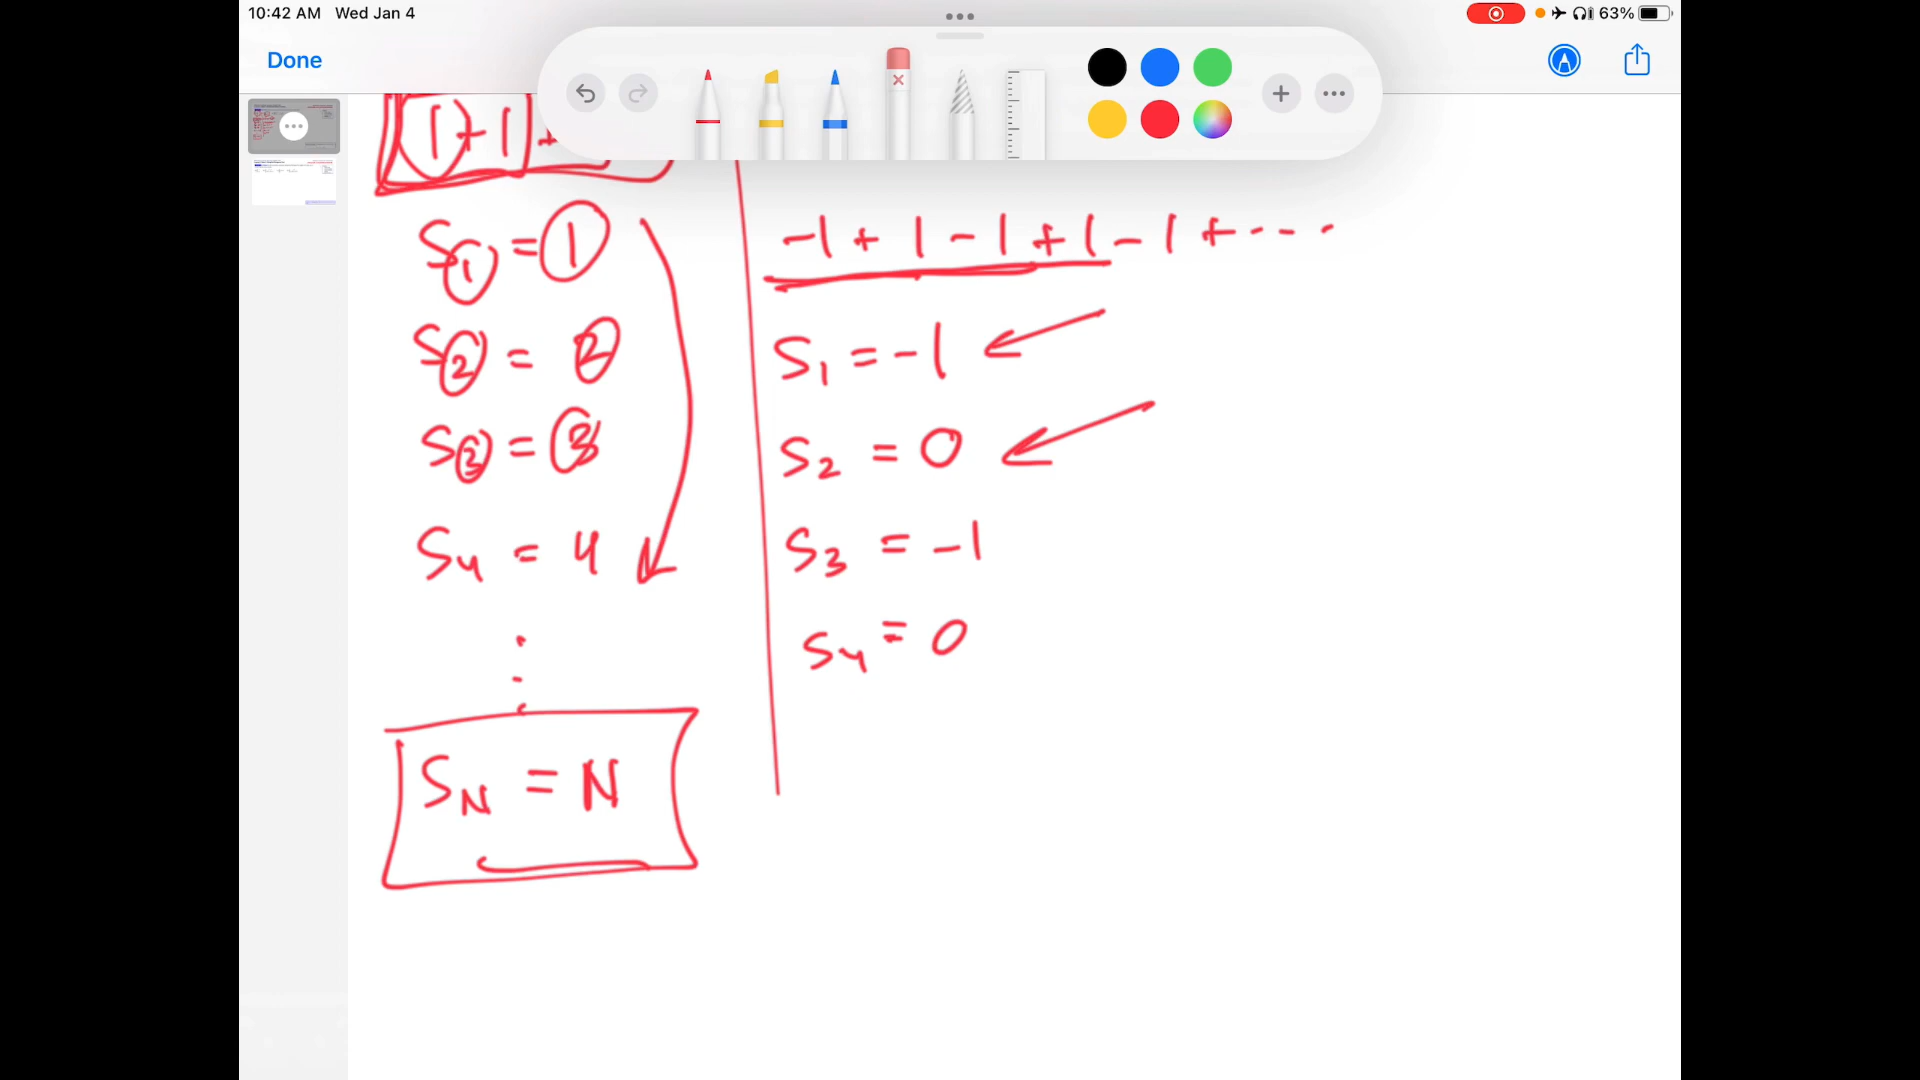 10:42 AM Wed Jan 4
63%
Done
1 + 1 +
S1 = 1
S2 = 2
S3 = 3
S4 = 4
⋮
SN = N
-1 + 1 - 1 + 1 - 1 + ...
S1 = -1
S2 = 0
S3 = -1
S4 = 0